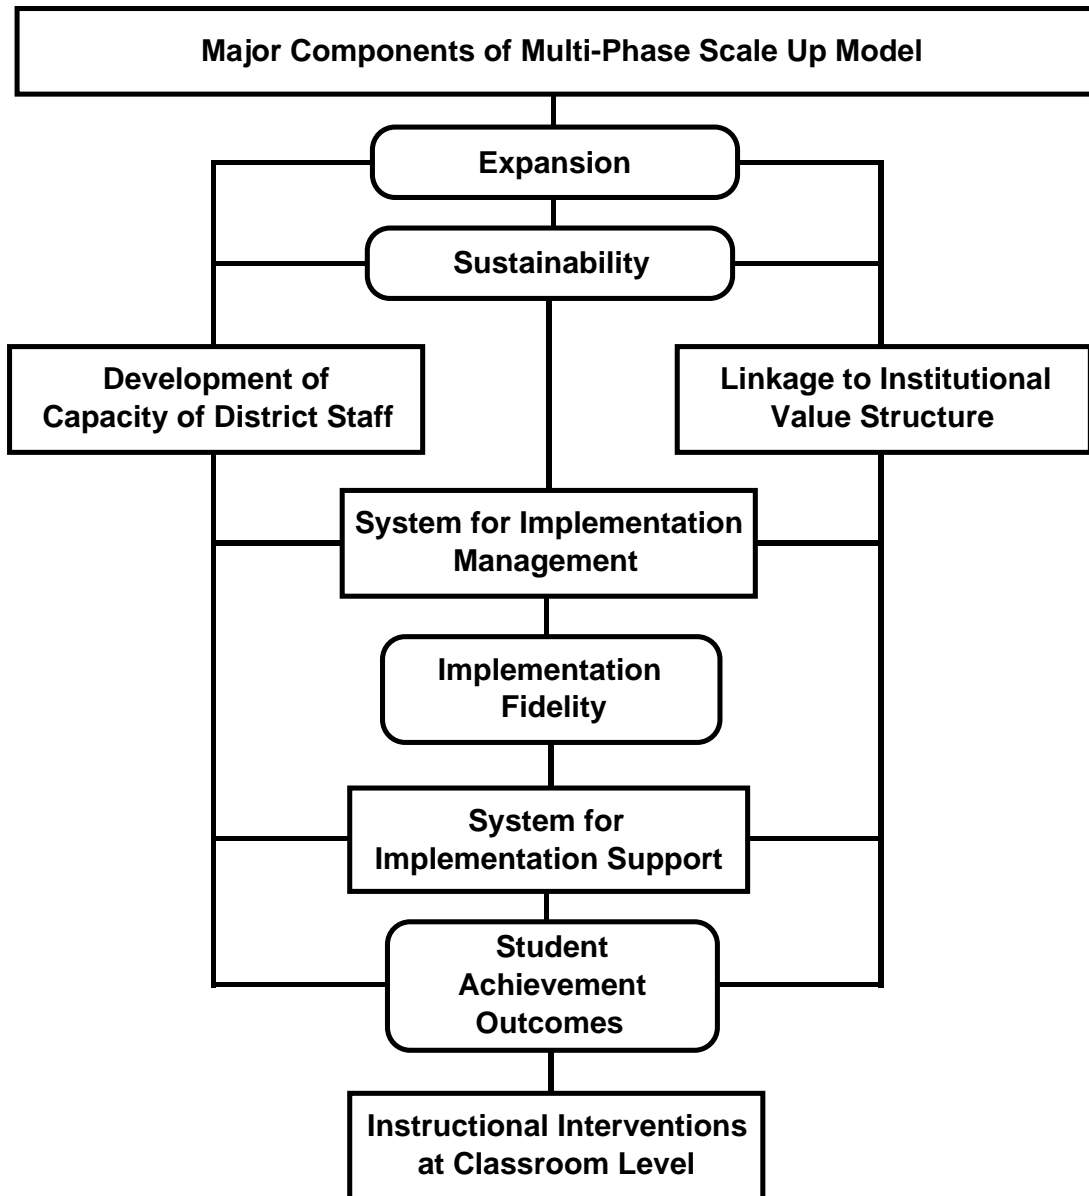 Major Components of Multi-Phase Scale Up Model
Expansion
Sustainability
Development of
Capacity of District Staff
Linkage to Institutional
Value Structure
System for Implementation
Management
Implementation
Fidelity
System for
Implementation Support
Student
Achievement
Outcomes
Instructional Interventions
at Classroom Level